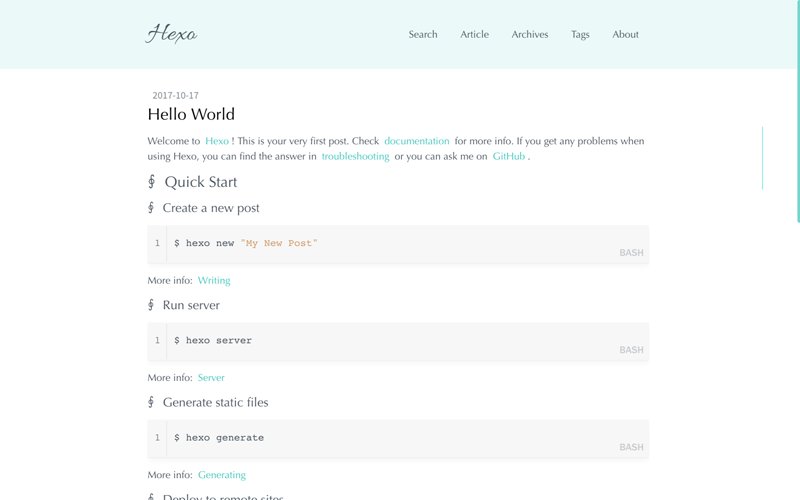 Hexo
Search Article Archives Tags About
2017-10-17
Hello World
Welcome to Hexo ! This is your very first post. Check documentation for more info. If you get any problems when
using Hexo, you can find the answer in troubleshooting or you can ask me on GitHub .
∮ Quick Start
∮ Create a new post
1 $ hexo new "My New Post"
BASH
More info: Writing
∮ Run server
1 $ hexo server
BASH
More info: Server
∮ Generate static files
1 $ hexo generate
BASH
More info: Generating
∮ Deploy to remote sites